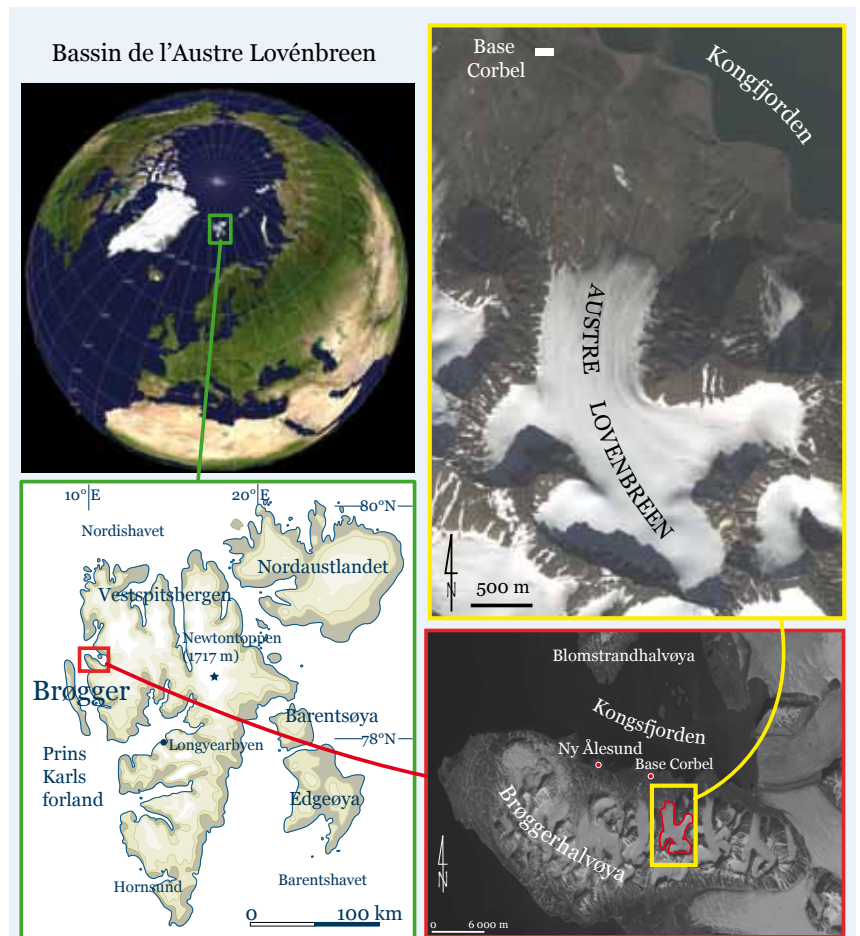 Bassin de l'Austre Lovénbreen
Base
Corbel
Kongfjorden
AUSTRE
LOVENBREEN
N
500 m
10° E
20° E
80°N
Nordishavet
Nordaustlandet
Vestspitsbergen
Newtontoppen
(1717 m)
Brøgger
Barentsøya
78°N
Longyearbyen
Prins
Karls
forland
Edgeøya
Hornsund
Barentshavet
0
100 km
Blomstrandhalvøya
Kongsfjorden
Ny Ålesund
Base Corbel
Brøggerhalvøya
N
0
6 000 m